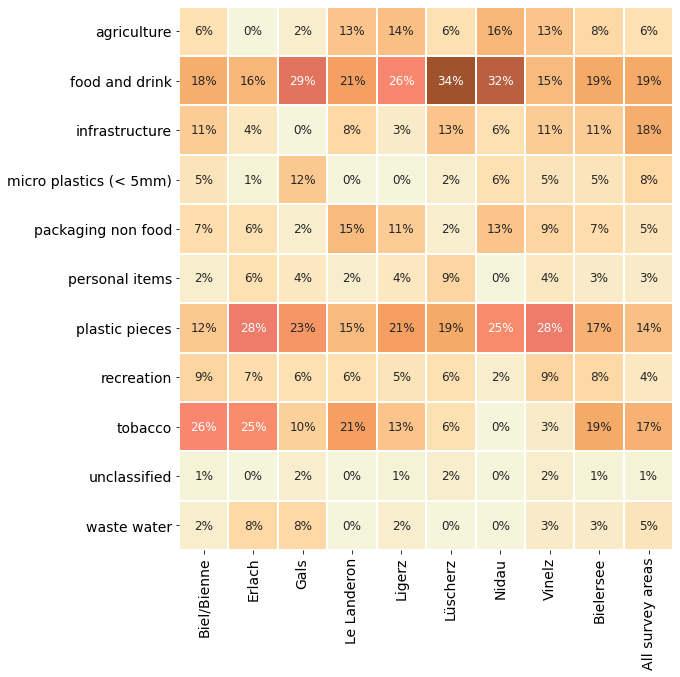 agriculture 6% 0% 2% 13% 14% 6% 16% 13% 8% 6%
food and drink 18% 16% 29% 21% 26% 34% 32% 15% 19% 19%
infrastructure 11% 4% 0% 8% 3% 13% 6% 11% 11% 18%
micro plastics (< 5mm) 5% 1% 12% 0% 0% 2% 6% 5% 5% 8%
packaging non food 7% 6% 2% 15% 11% 2% 13% 9% 7% 5%
personal items 2% 6% 4% 2% 4% 9% 0% 4% 3% 3%
plastic pieces 12% 28% 23% 15% 21% 19% 25% 28% 17% 14%
recreation 9% 7% 6% 6% 5% 6% 2% 9% 8% 4%
tobacco 26% 25% 10% 21% 13% 6% 0% 3% 19% 17%
unclassified 1% 0% 2% 0% 1% 2% 0% 2% 1% 1%
waste water 2% 8% 8% 0% 2% 0% 0% 3% 3% 5%
Biel/Bienne
Erlach
Gals
Le Landeron
Ligerz
Lüscherz
Nidau
Vinelz
Bielersee
All survey areas